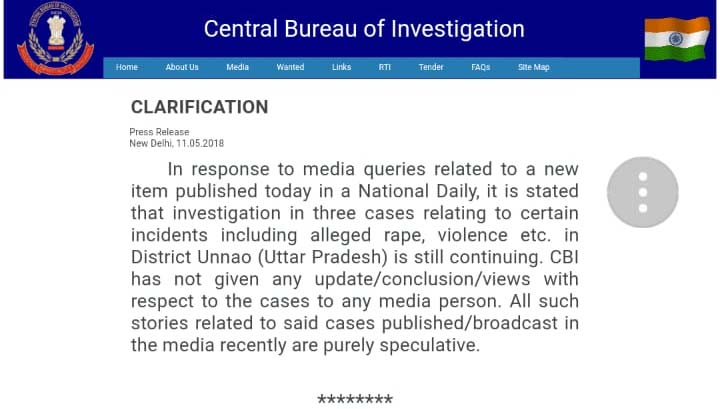 Central Bureau of Investigation
Home About Us Media Wanted Links RTI Tender FAQs Site Map
CLARIFICATION
Press Release
New Delhi, 11.05.2018
In response to media queries related to a new
item published today in a National Daily, it is stated
that investigation in three cases relating to certain
incidents including alleged rape, violence etc. in
District Unnao (Uttar Pradesh) is still continuing. CBI
has not given any update/conclusion/views with
respect to the cases to any media person. All such
stories related to said cases published/broadcast in
the media recently are purely speculative.
********